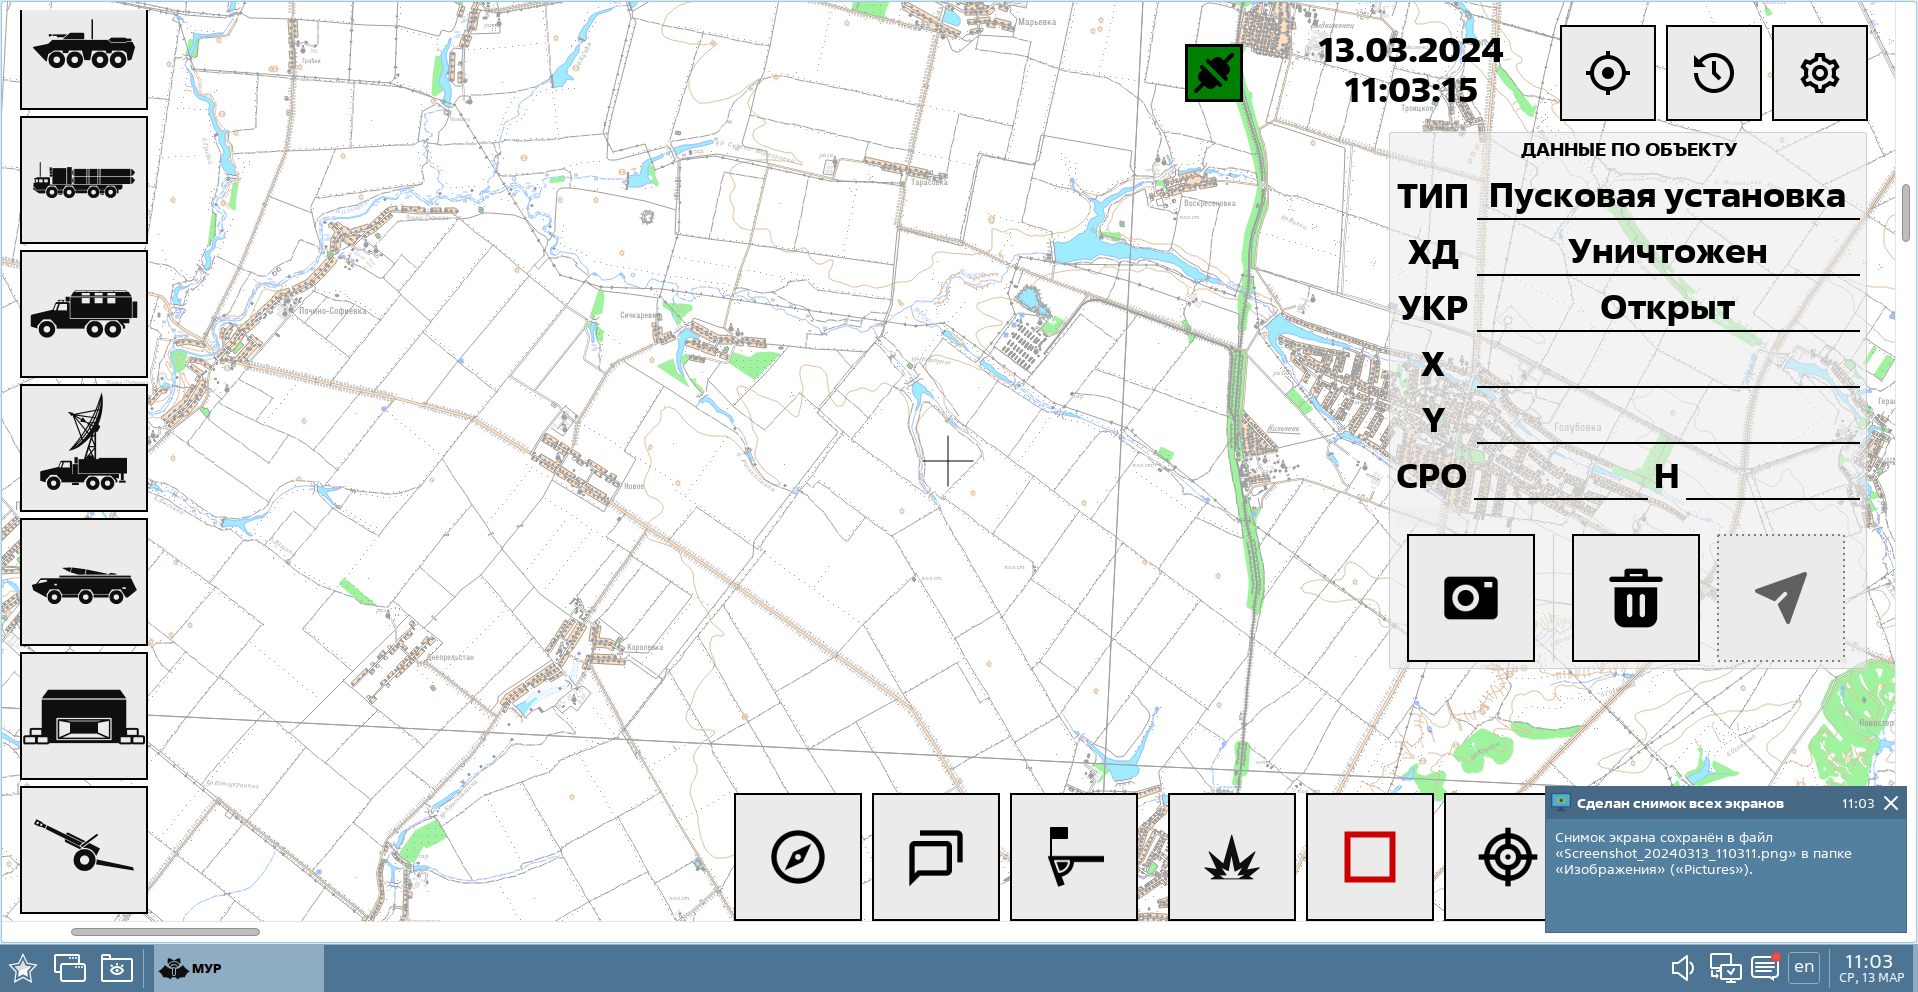 Марьевка
13.03.2024
11:03:15
Грабки
Троицкое
ДАННЫЕ ПО ОБЪЕКТУ
Тарасовка
ТИП Пусковая установка
Воскресеновка
ХД Уничтожен
Почино-Софиевка
Сичкаревка
УКР Открыт
X
Y
Кильчень
Голубовка
СРО
H
Новое
Днепрельстан
Королевка
Сделан снимок всех экранов 11:03
Снимок экрана сохранён в файл
«Screenshot_20240313_110311.png» в папке
«Изображения» («Pictures»).
МУР
en
11:03
СР, 13 МАР